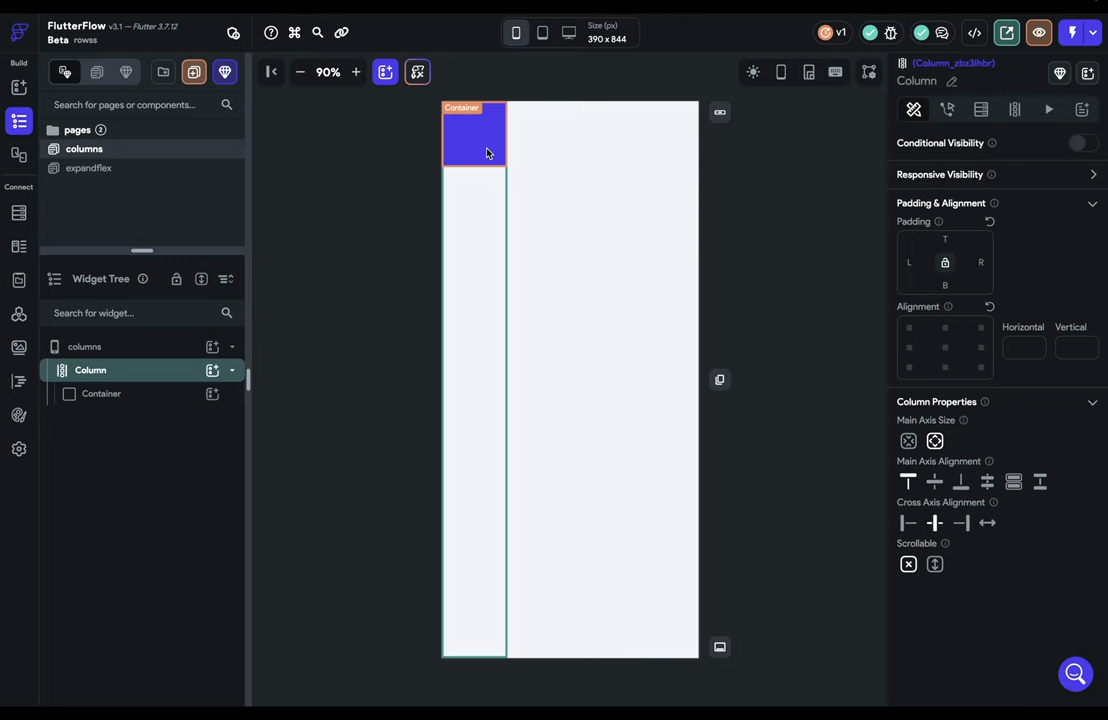 FlutterFlow v3.1 - Flutter 3.7.12
Beta rowss
Size (px)
390 x 844
v1
Build
Search for pages or components...
pages 2
columns
expandflex
Connect
Widget Tree
Search for widget...
columns
Column
Container
90%
Container
(Column_zbz3lhbr)
Column
Conditional Visibility
Responsive Visibility
Padding & Alignment
Padding
T
L
R
B
Alignment
Horizontal
Vertical
Column Properties
Main Axis Size
Main Axis Alignment
Cross Axis Alignment
Scrollable